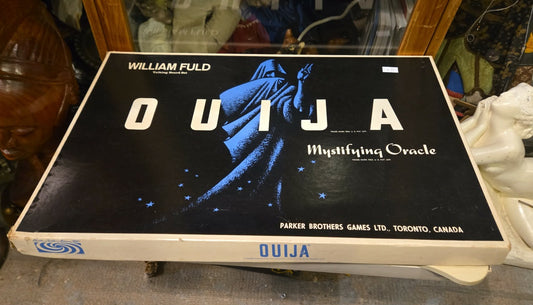 WILLIAM FULD
Talking Board Set
OUIJA
Mystifying Oracle
PARKER BROTHERS GAMES LTD., TORONTO, CANADA
OUIJA